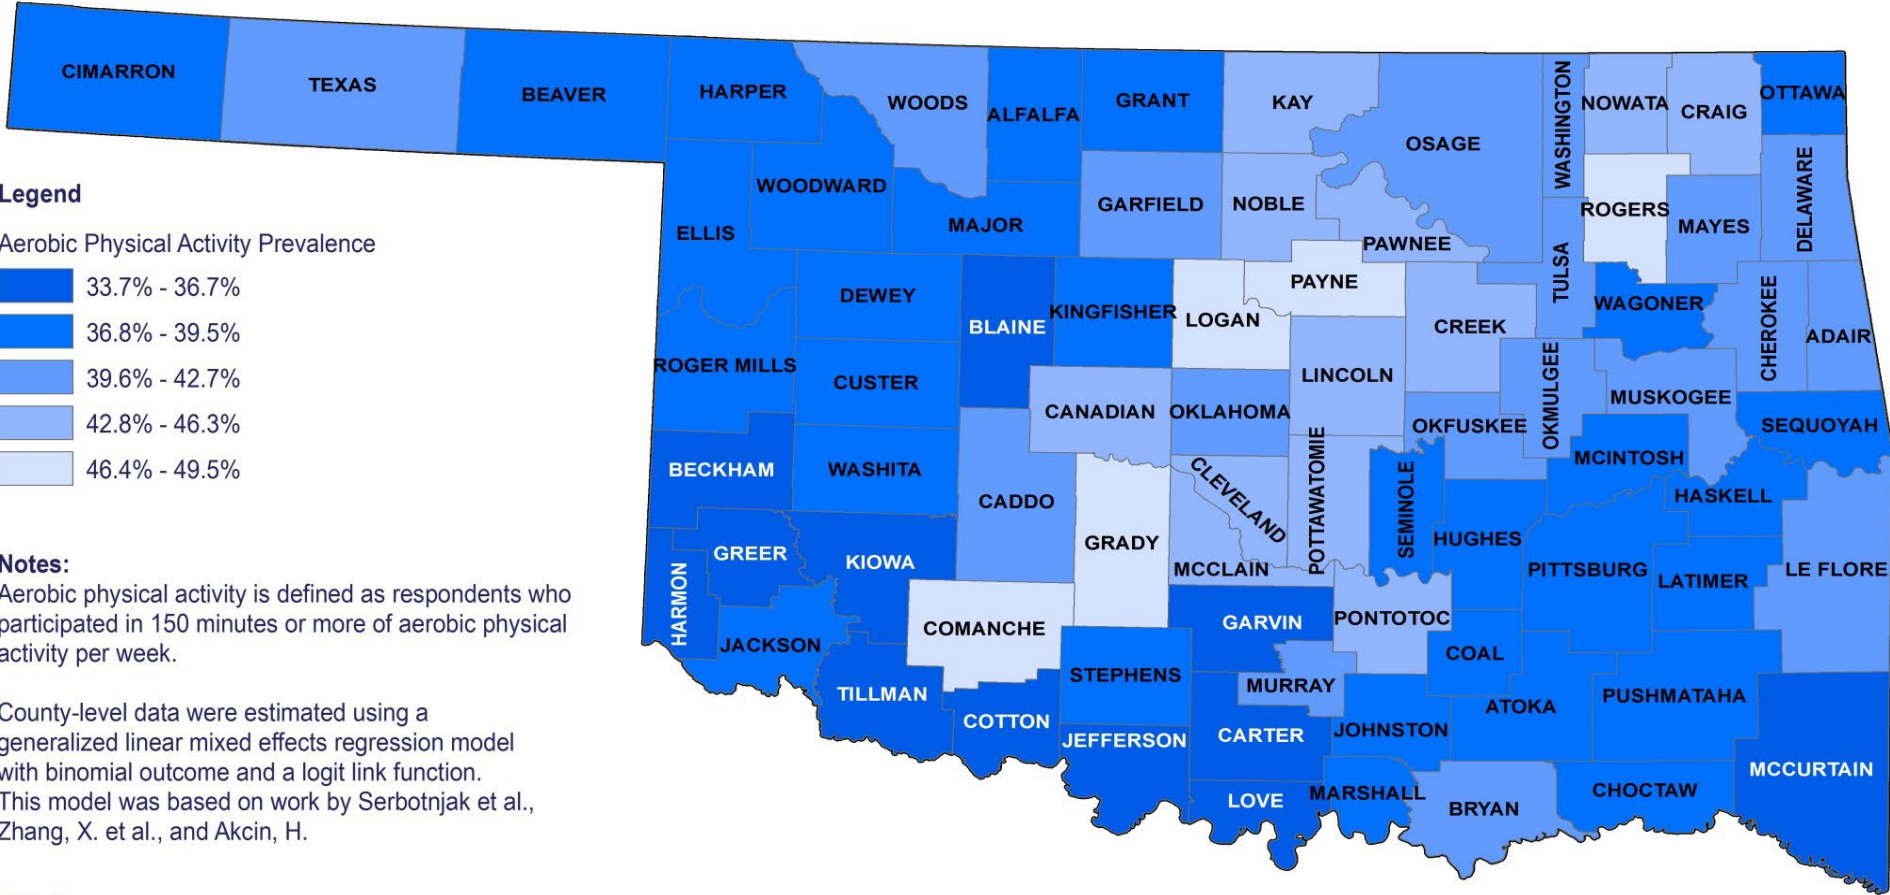 CIMARRON
TEXAS
BEAVER
HARPER
WOODS
ALFALFA
GRANT
KAY
OSAGE
WASHINGTON
NOWATA
CRAIG
OTTAWA
ELLIS
WOODWARD
MAJOR
GARFIELD
NOBLE
PAWNEE
TULSA
ROGERS
MAYES
DELAWARE
ROGER MILLS
DEWEY
BLAINE
KINGFISHER
LOGAN
PAYNE
CREEK
WAGONER
CHEROKEE
ADAIR
CUSTER
CANADIAN
OKLAHOMA
LINCOLN
OKFUSKEE
OKMULGEE
MUSKOGEE
SEQUOYAH
BECKHAM
WASHITA
CADDO
GRADY
CLEVELAND
POTTAWATOMIE
SEMINOLE
HUGHES
MCINTOSH
HASKELL
HARMON
GREER
KIOWA
COMANCHE
MCCLAIN
GARVIN
PONTOTOC
PITTSBURG
LATIMER
LE FLORE
JACKSON
TILLMAN
COTTON
STEPHENS
MURRAY
COAL
ATOKA
PUSHMATAHA
JEFFERSON
CARTER
JOHNSTON
LOVE
MARSHALL
BRYAN
CHOCTAW
MCCURTAIN
Legend
Aerobic Physical Activity Prevalence
33.7% - 36.7%
36.8% - 39.5%
39.6% - 42.7%
42.8% - 46.3%
46.4% - 49.5%
Notes:
Aerobic physical activity is defined as respondents who
participated in 150 minutes or more of aerobic physical
activity per week.
County-level data were estimated using a
generalized linear mixed effects regression model
with binomial outcome and a logit link function.
This model was based on work by Serbotnjak et al.,
Zhang, X. et al., and Akcin, H.